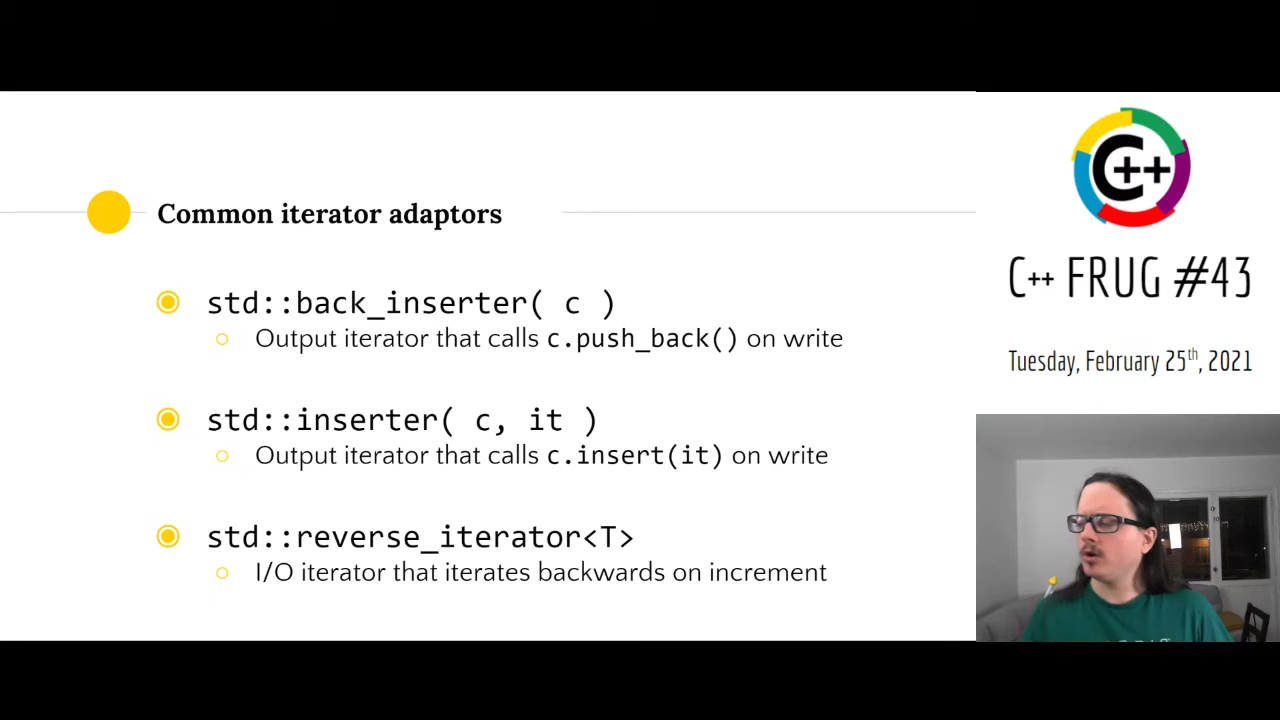 Common iterator adaptors
std::back_inserter( c )
Output iterator that calls c.push_back() on write
std::inserter( c, it )
Output iterator that calls c.insert(it) on write
std::reverse_iterator<T>
I/O iterator that iterates backwards on increment
C++
C++ FRUG #43
Tuesday, February 25th, 2021